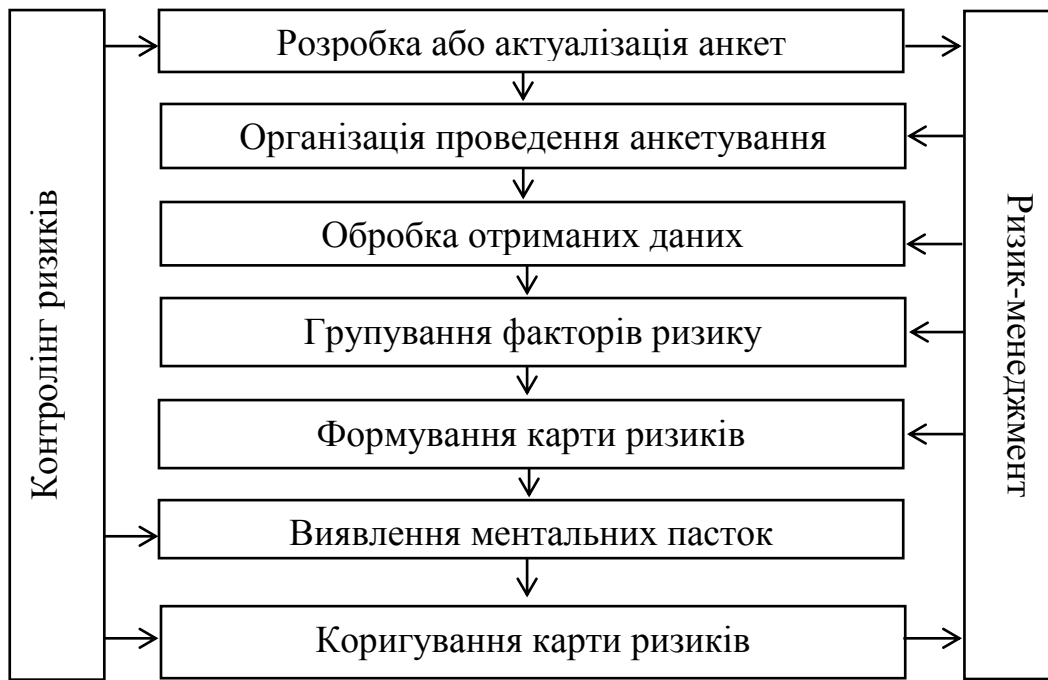 Контролінг ризиків
Розробка або актуалізація анкет
Організація проведення анкетування
Обробка отриманих даних
Групування факторів ризику
Формування карти ризиків
Виявлення ментальних пасток
Коригування карти ризиків
Ризик-менеджмент